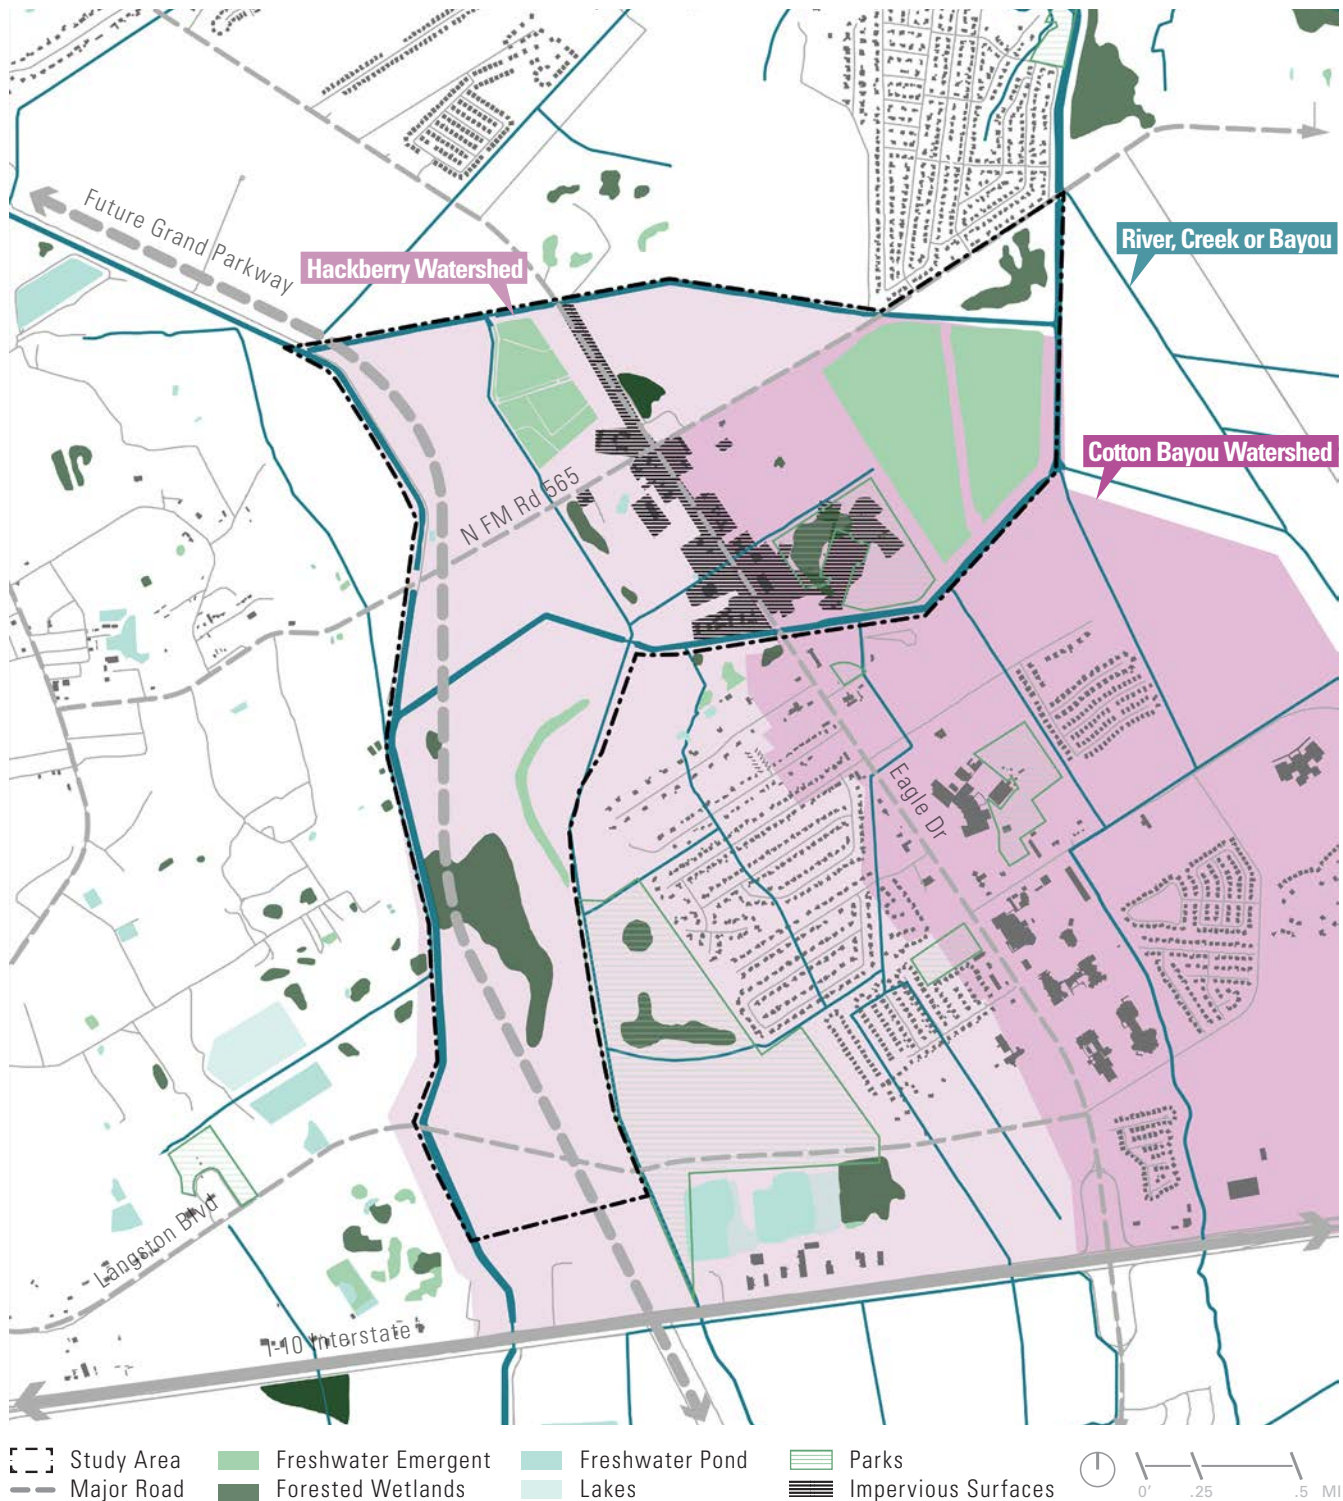 Future Grand Parkway
Hackberry Watershed
River, Creek or Bayou
Cotton Bayou Watershed
N FM Rd 565
Eagle Dr
Langston Blvd
I-10 Interstate
Study Area
Major Road
Freshwater Emergent
Forested Wetlands
Freshwater Pond
Lakes
Parks
Impervious Surfaces
0' .25 .5 MI